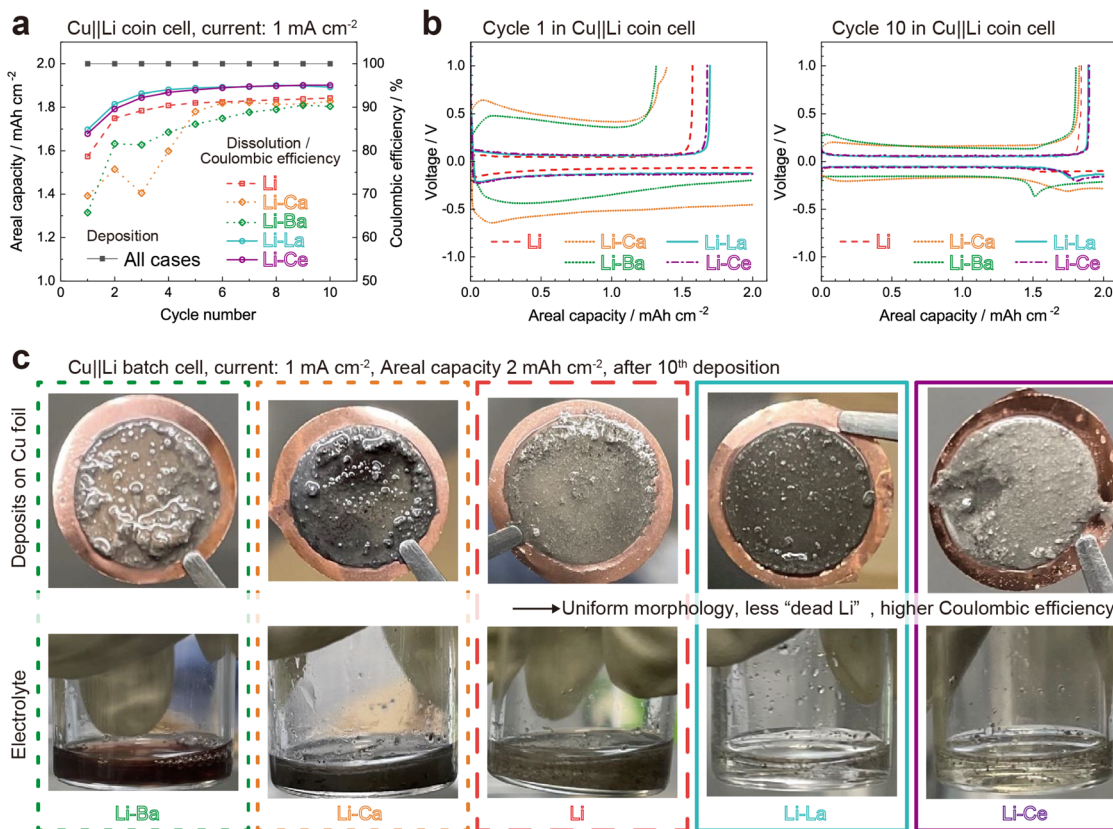 a
Cu||Li coin cell, current: 1 mA cm⁻²
2.0
1.8
1.6
1.4
1.2
1.0
Areal capacity / mAh cm⁻²
100
95
90
85
80
75
70
65
60
55
50
Coulombic efficiency / %
Dissolution /
Coulombic efficiency
Li
Li-Ca
Li-Ba
Li-La
Li-Ce
Deposition
All cases
0 2 4 6 8 10
Cycle number
b
Cycle 1 in Cu||Li coin cell
1.0
0.5
0.0
-0.5
-1.0
Voltage / V
Li Li-Ca Li-La
Li-Ba Li-Ce
0.0 0.5 1.0 1.5 2.0
Areal capacity / mAh cm⁻²
Cycle 10 in Cu||Li coin cell
1.0
0.5
0.0
-0.5
-1.0
Voltage / V
Li Li-Ca Li-La
Li-Ba Li-Ce
0.0 0.5 1.0 1.5 2.0
Areal capacity / mAh cm⁻²
c
Cu||Li batch cell, current: 1 mA cm⁻², Areal capacity 2 mAh cm⁻², after 10th deposition
Deposits on Cu foil
→Uniform morphology, less “dead Li” , higher Coulombic efficiency
Electrolyte
Li-Ba Li-Ca Li Li-La Li-Ce